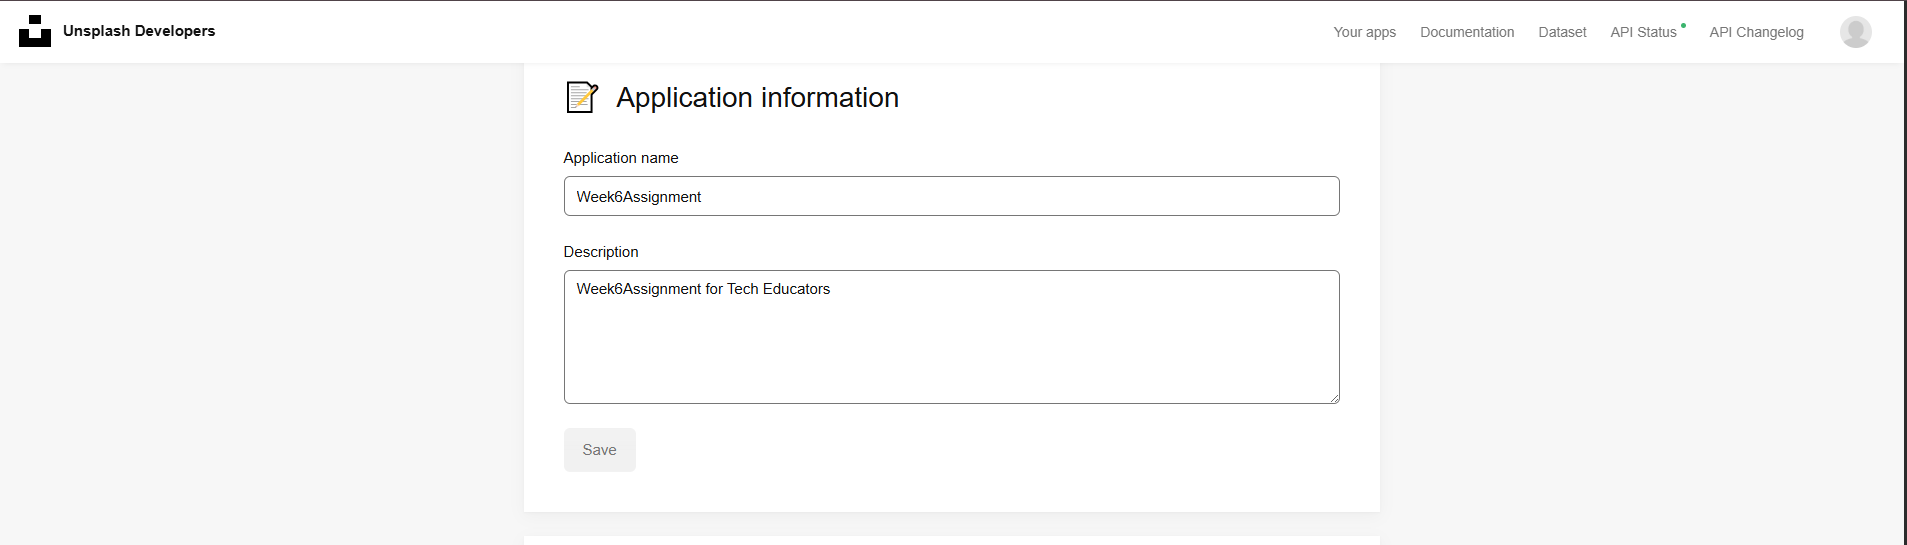 Unsplash Developers
Your apps
Documentation
Dataset
API Status
API Changelog
Application information
Application name
Week6Assignment
Description
Week6Assignment for Tech Educators
Save